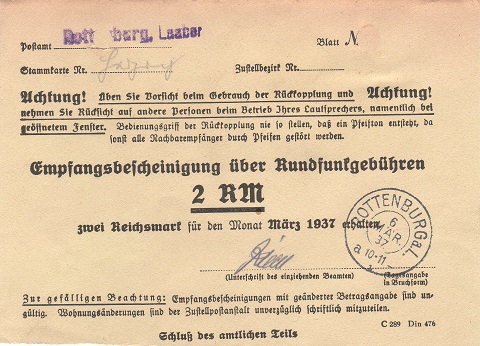 Postamt Rottenburg, Laaber
Blatt N
Stammkarte Nr. Zustellbezirk Nr.
Achtung! Üben Sie Vorsicht beim Gebrauch der Rückkopplung und Achtung!
nehmen Sie Rücksicht auf andere Personen beim Betrieb Ihres Lautsprechers, namentlich bei
geöffnetem Fenster. Bedienungsgriff der Rückkopplung nie so stellen, daß ein Pfeifton entsteht, da
sonst alle Nachbarempfänger durch Pfeifen gestört werden.
Empfangsbescheinigung über Rundfunkgebühren
2 RM
zwei Reichsmark für den Monat März 1937 erhalten.
ROTTENBURG a. L.
6
MÄR.
37
a 10-11
(Unterschrift des einziehenden Beamten)
(Betragsangabe
in Bruchform)
Zur gefälligen Beachtung: Empfangsbescheinigungen mit geänderter Betragsangabe sind un-
gültig. Wohnungsänderungen sind der Zustellpostanstalt unverzüglich schriftlich mitzuteilen.
C 289 Din 476
Schluß des amtlichen Teils